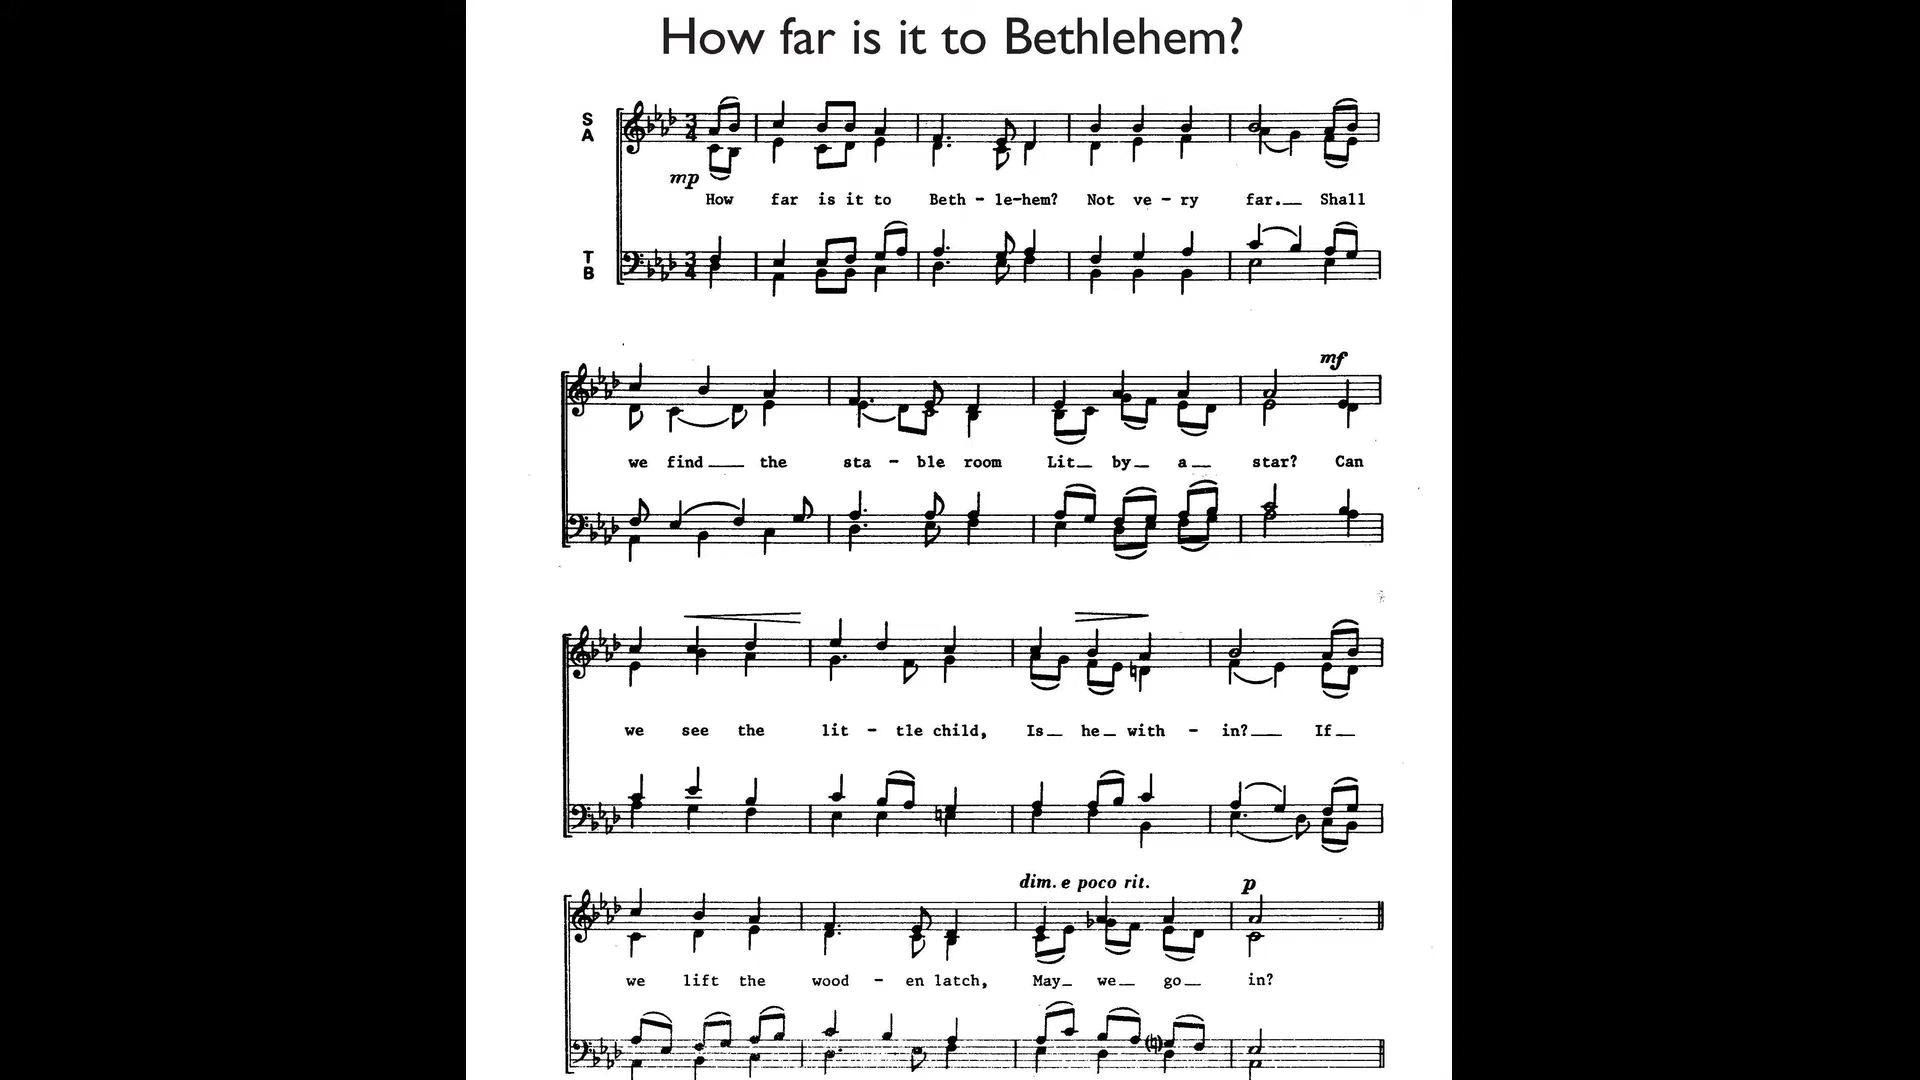 How far is it to Bethlehem?
S
A
mp
How far is it to Beth - le-hem? Not ve - ry far. Shall
T
B
mf
we find the sta - ble room Lit by a star? Can
we see the lit - tle child, Is he with - in? If
dim. e poco rit. p
we lift the wood - en latch, May we go in?